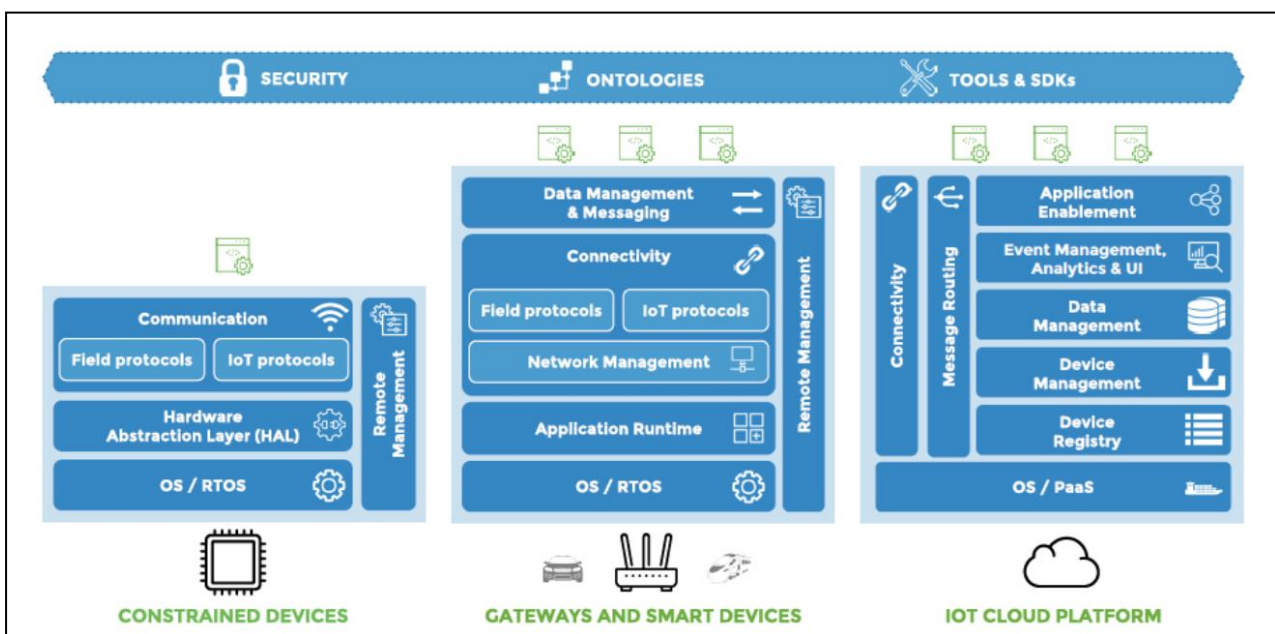 SECURITY
ONTOLOGIES
TOOLS & SDKs
Communication
Field protocols
IoT protocols
Hardware
Abstraction Layer (HAL)
OS / RTOS
Remote
Management
CONSTRAINED DEVICES
Data Management
& Messaging
Connectivity
Field protocols
IoT protocols
Network Management
Application Runtime
OS / RTOS
Remote Management
GATEWAYS AND SMART DEVICES
Connectivity
Message Routing
Application
Enablement
Event Management,
Analytics & UI
Data
Management
Device
Management
Device
Registry
OS / PaaS
IOT CLOUD PLATFORM